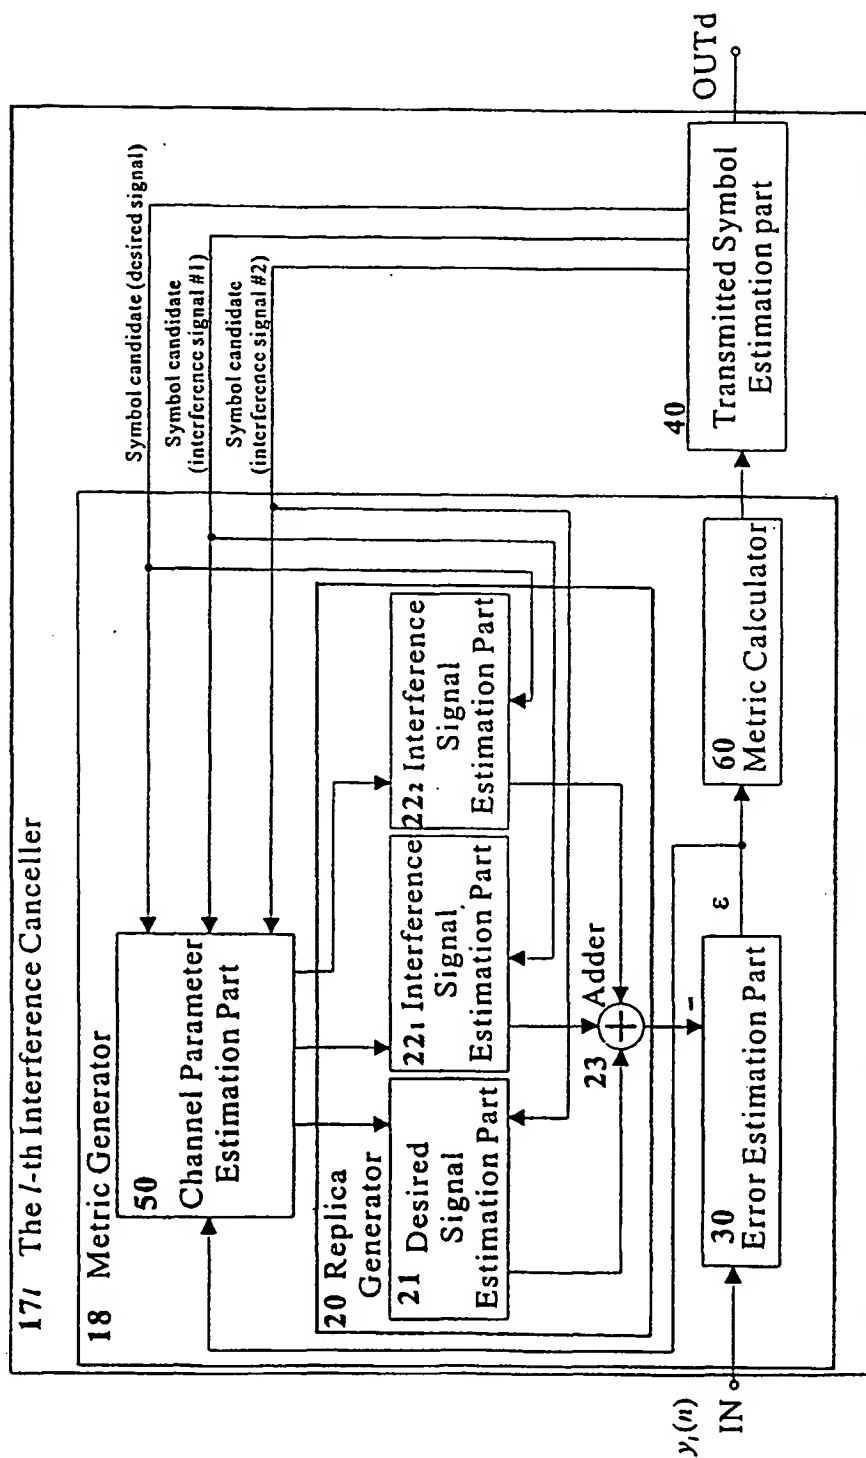 17l The l-th Interference Canceller
18 Metric Generator
50
Channel Parameter
Estimation Part
Symbol candidate (desired signal)
Symbol candidate
(interference signal #1)
Symbol candidate
(interference signal #2)
20 Replica
Generator
21 Desired
Signal
Estimation Part
22₁ Interference
Signal
Estimation Part
22₂ Interference
Signal
Estimation Part
23
Adder
+
-
30
Error Estimation Part
ε
60
Metric Calculator
40
Transmitted Symbol
Estimation part
yₗ(n)
IN
OUTd